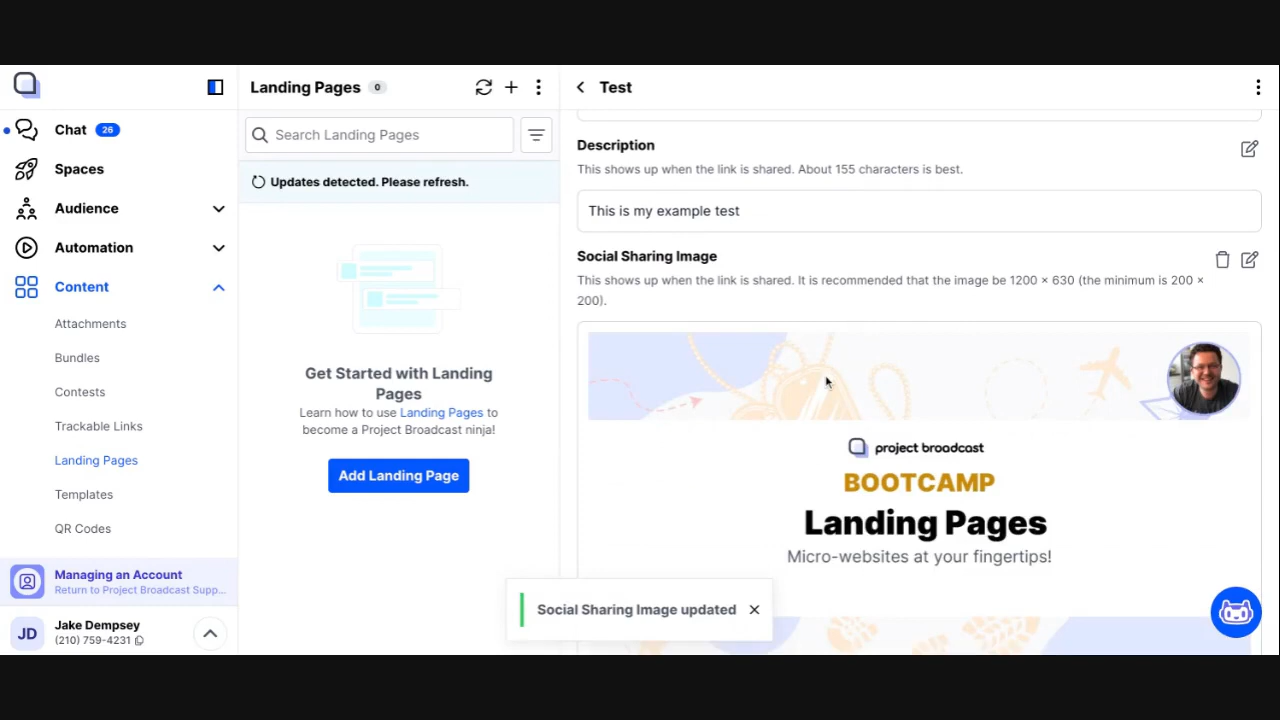 Chat 26
Spaces
Audience
Automation
Content
Attachments
Bundles
Contests
Trackable Links
Landing Pages
Templates
QR Codes
Managing an Account
Return to Project Broadcast Supp...
JD
Jake Dempsey
(210) 759-4231
Landing Pages 0
Search Landing Pages
Updates detected. Please refresh.
Get Started with Landing
Pages
Learn how to use Landing Pages to
become a Project Broadcast ninja!
Add Landing Page
Test
Description
This shows up when the link is shared. About 155 characters is best.
This is my example test
Social Sharing Image
This shows up when the link is shared. It is recommended that the image be 1200 × 630 (the minimum is 200 ×
200).
project broadcast
BOOTCAMP
Landing Pages
Micro-websites at your fingertips!
Social Sharing Image updated